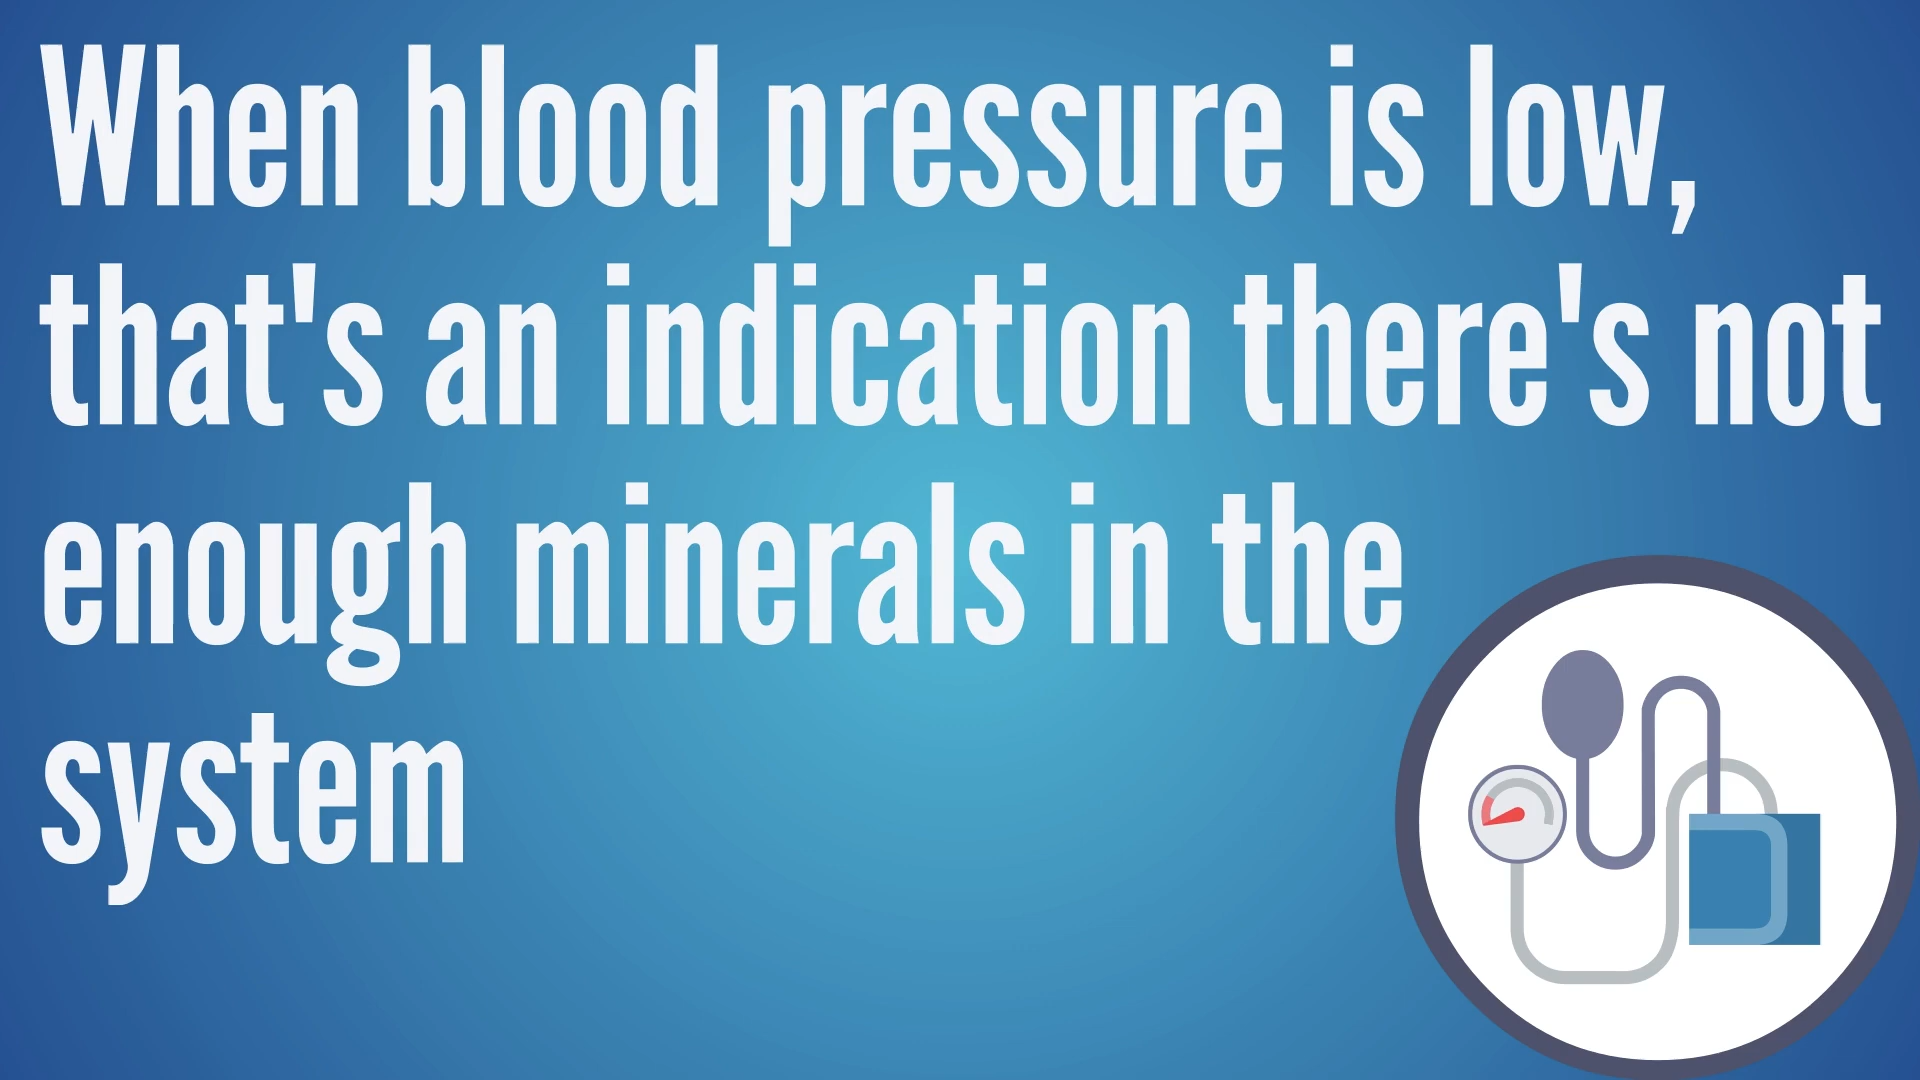 When blood pressure is low,
that's an indication there's not
enough minerals in the
system